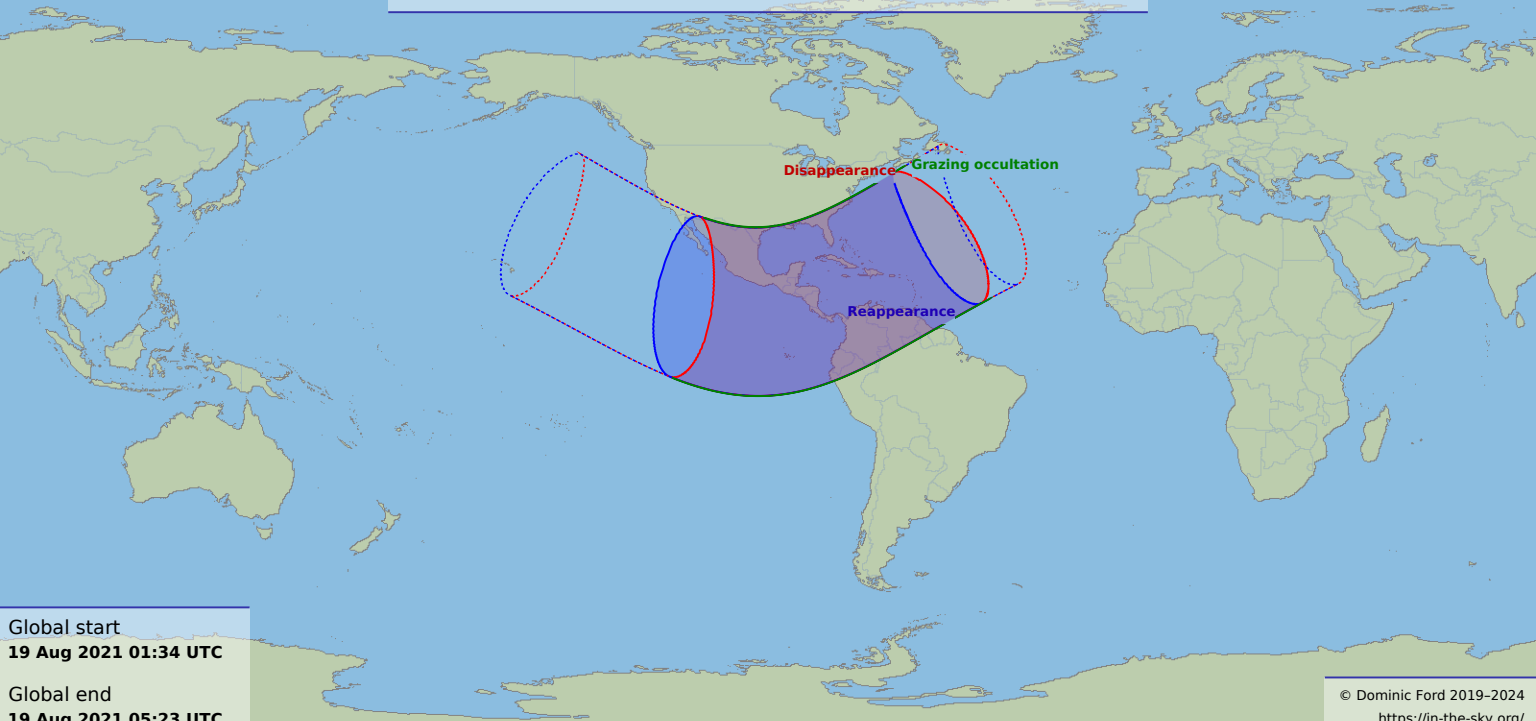 Disappearance
Grazing occultation
Reappearance
Global start
19 Aug 2021 01:34 UTC
Global end
19 Aug 2021 05:23 UTC
© Dominic Ford 2019–2024
https://in-the-sky.org/